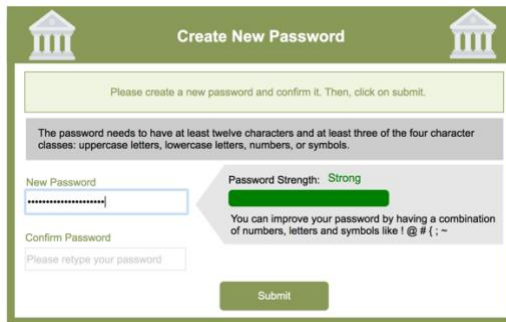 Create New Password
Please create a new password and confirm it. Then, click on submit.
The password needs to have at least twelve characters and at least three of the four character
classes: uppercase letters, lowercase letters, numbers, or symbols.
New Password
•••••••••••••••••••••
Password Strength: Strong
You can improve your password by having a combination
of numbers, letters and symbols like ! @ # { ; ~
Confirm Password
Please retype your password
Submit